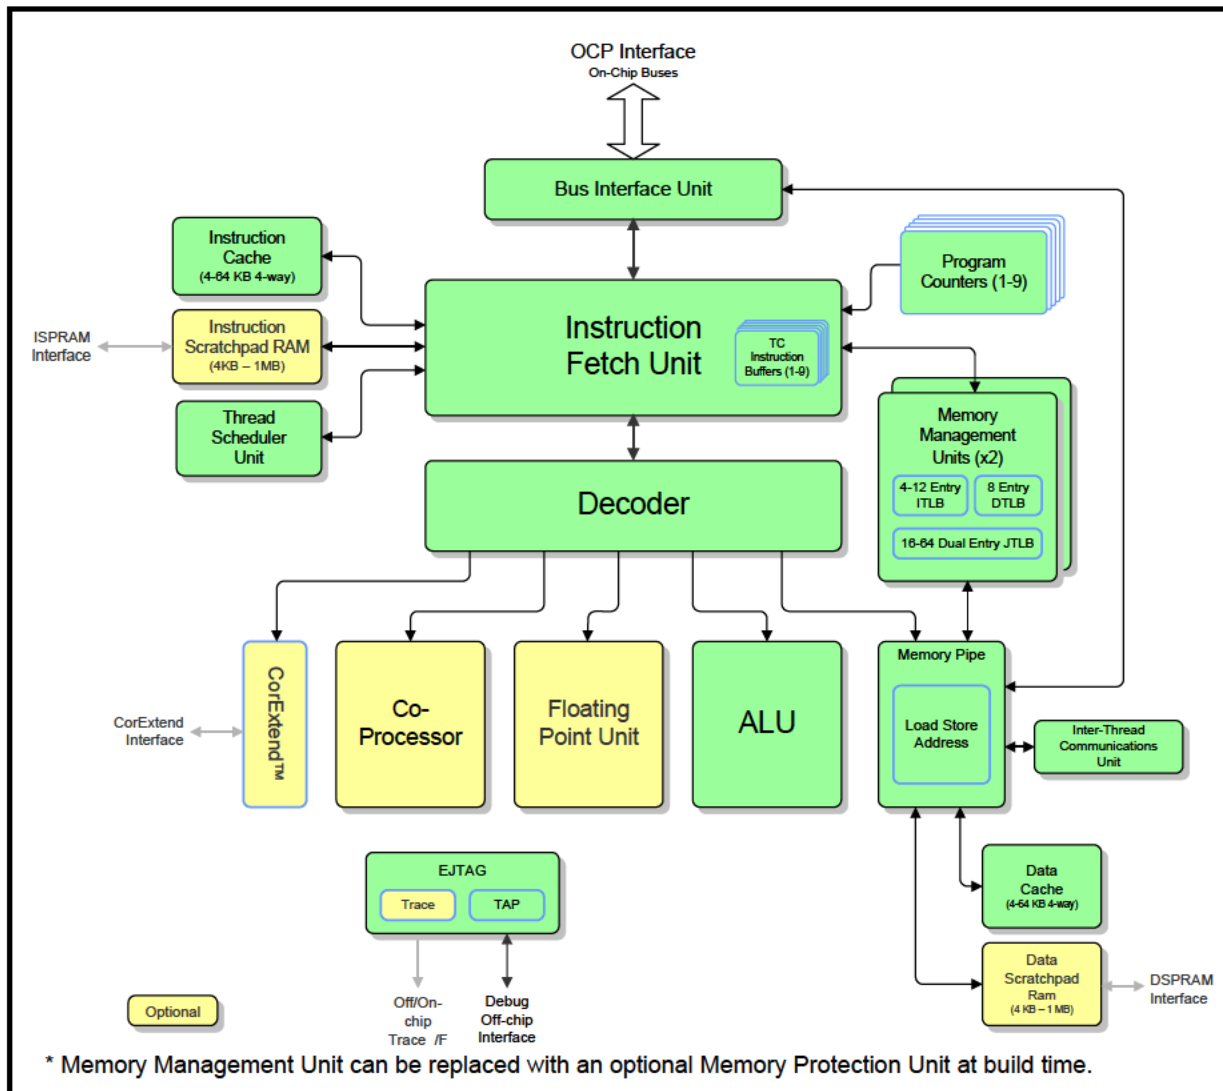 OCP Interface
On-Chip Buses
Bus Interface Unit
Instruction
Cache
(4-64 KB 4-way)
Program
Counters (1-9)
ISPRAM
Interface
Instruction
Scratchpad RAM
(4KB – 1MB)
Instruction
Fetch Unit
TC
Instruction
Buffers (1-9)
Thread
Scheduler
Unit
Memory
Management
Units (x2)
4-12 Entry
ITLB
8 Entry
DTLB
16-64 Dual Entry JTLB
Decoder
CorExtend
Interface
CorExtend™
Co-
Processor
Floating
Point Unit
ALU
Memory Pipe
Load Store
Address
Inter-Thread
Communications
Unit
EJTAG
Trace
TAP
Data
Cache
(4-64 KB 4-way)
Data
Scratchpad
Ram
(4 KB – 1 MB)
DSPRAM
Interface
Optional
Off/On-
chip
Trace /F
Debug
Off-chip
Interface
* Memory Management Unit can be replaced with an optional Memory Protection Unit at build time.